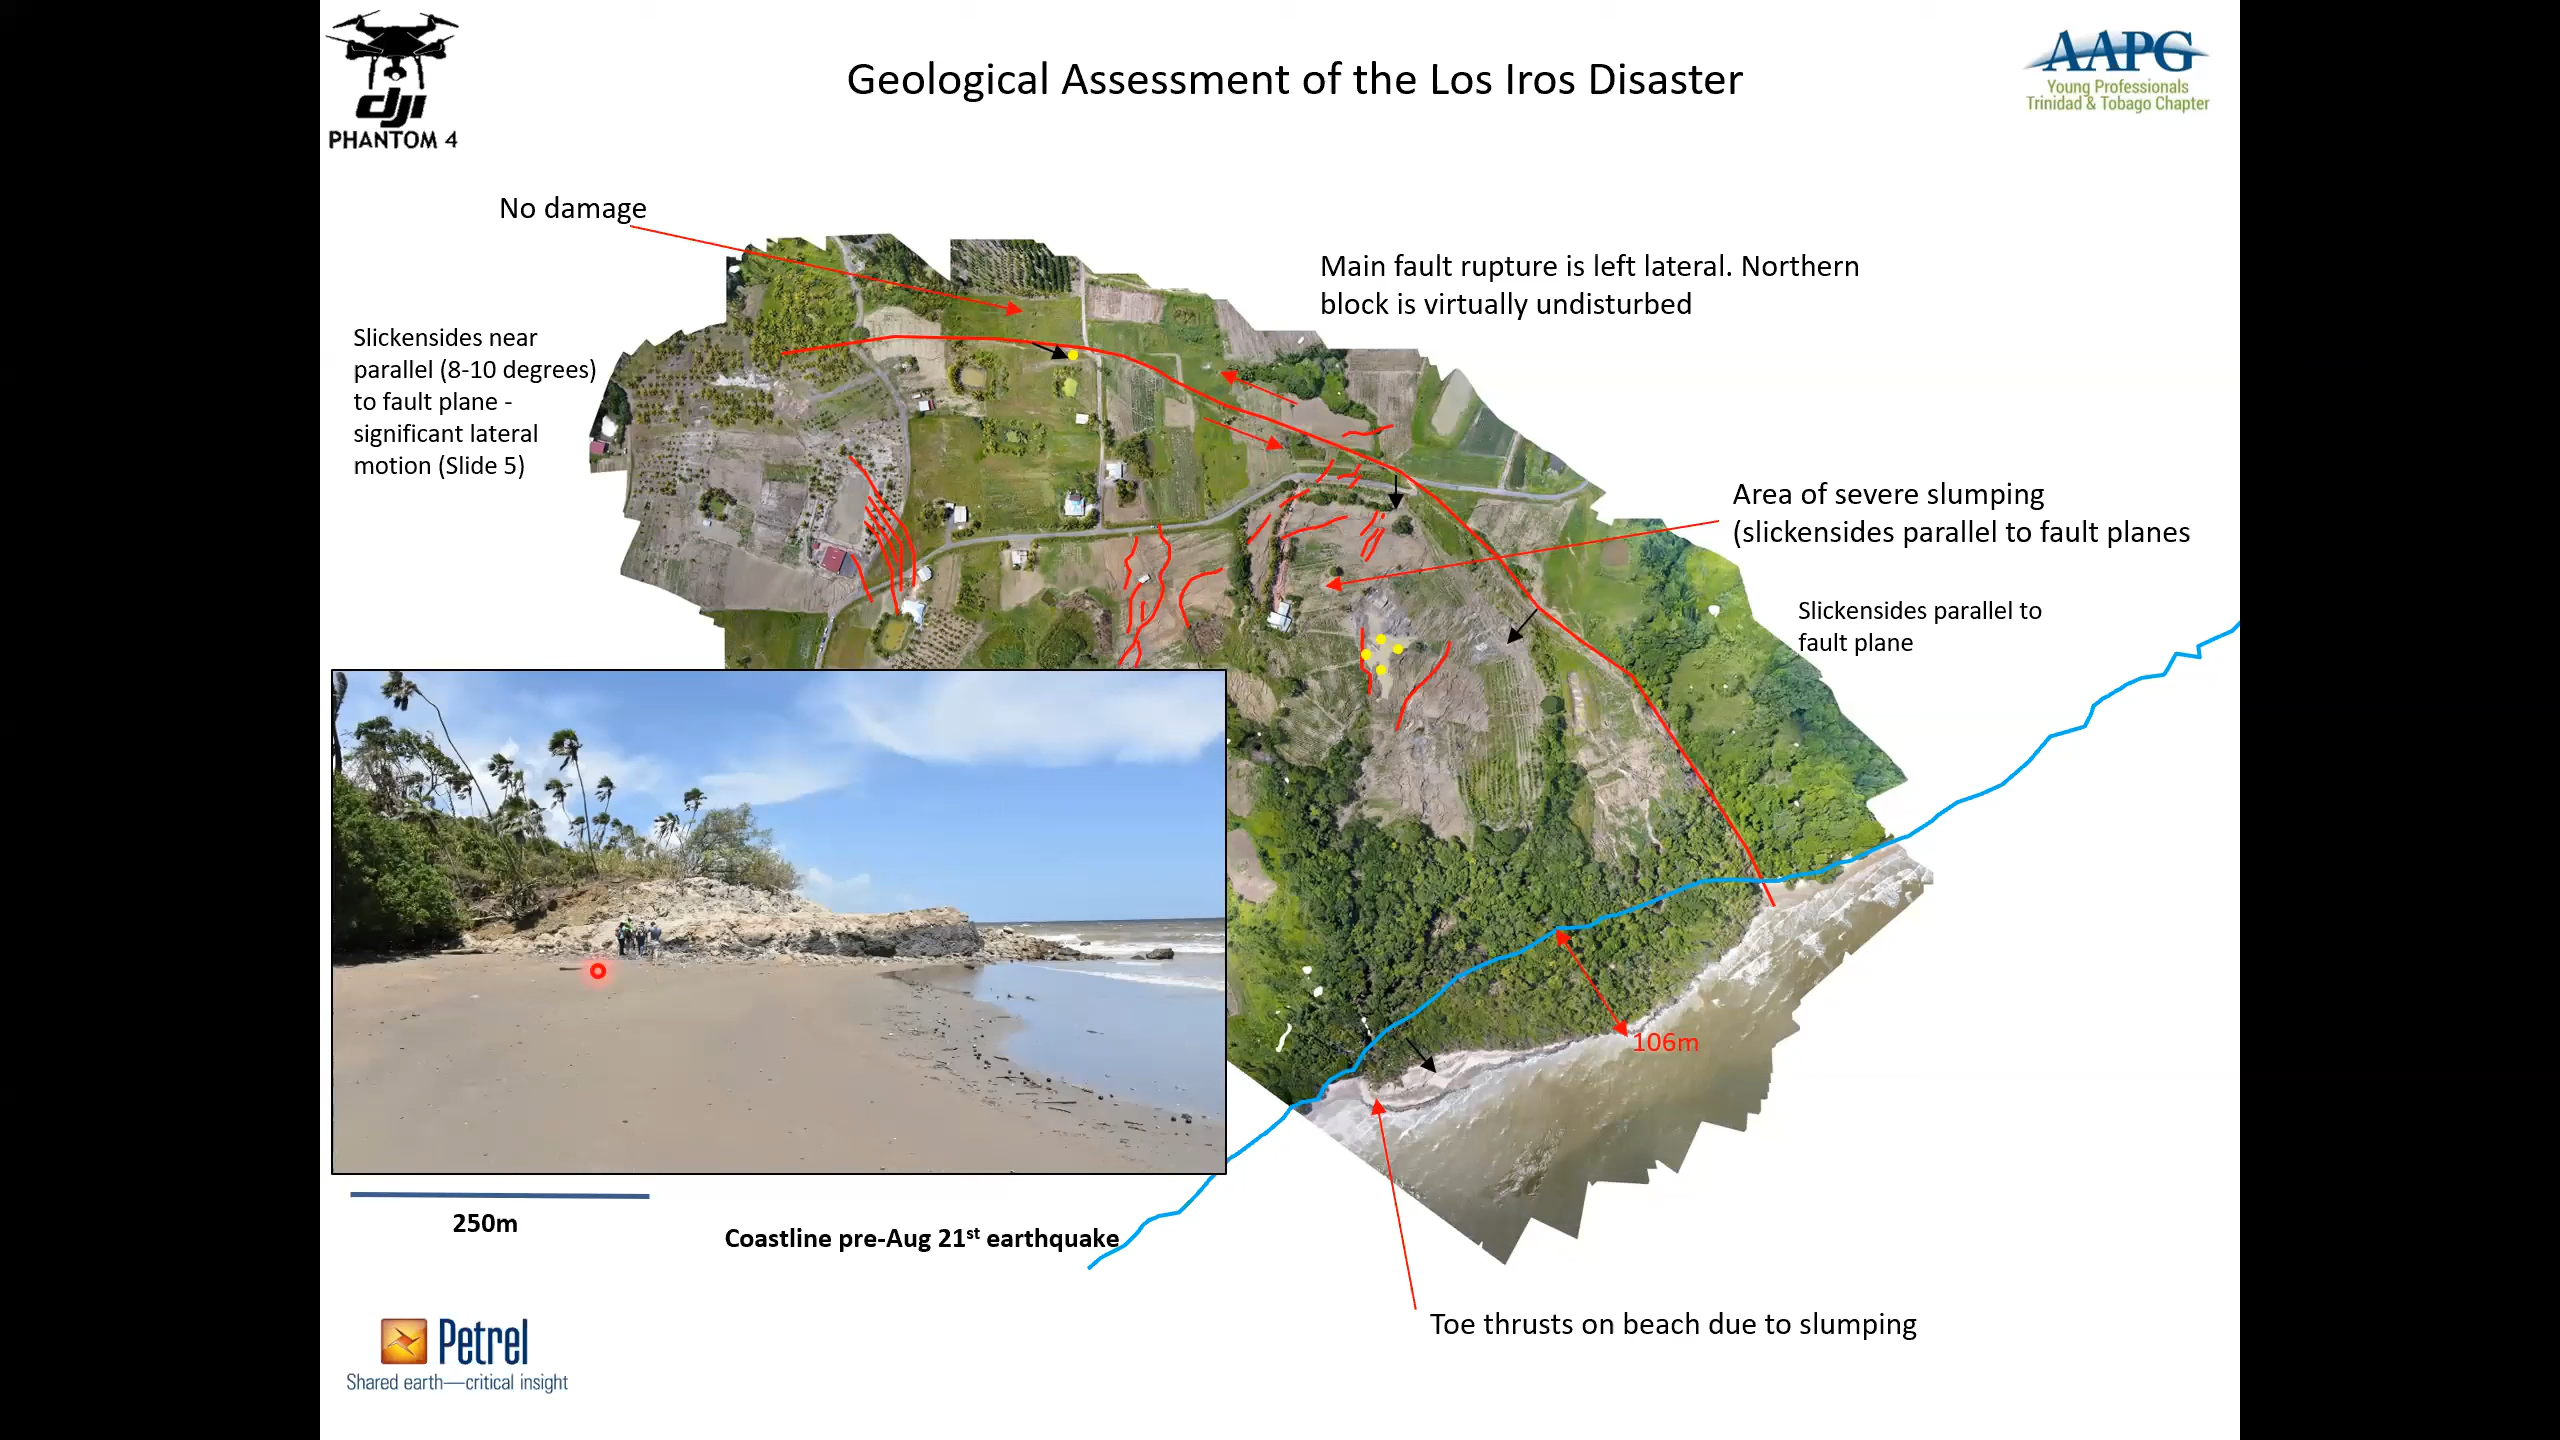 dji
PHANTOM 4
Geological Assessment of the Los Iros Disaster
AAPG
Young Professionals
Trinidad & Tobago Chapter
No damage
Main fault rupture is left lateral. Northern
block is virtually undisturbed
Slickensides near
parallel (8-10 degrees)
to fault plane -
significant lateral
motion (Slide 5)
Area of severe slumping
(slickensides parallel to fault planes
Slickensides parallel to
fault plane
106m
250m
Coastline pre-Aug 21st earthquake
Toe thrusts on beach due to slumping
Petrel
Shared earth—critical insight